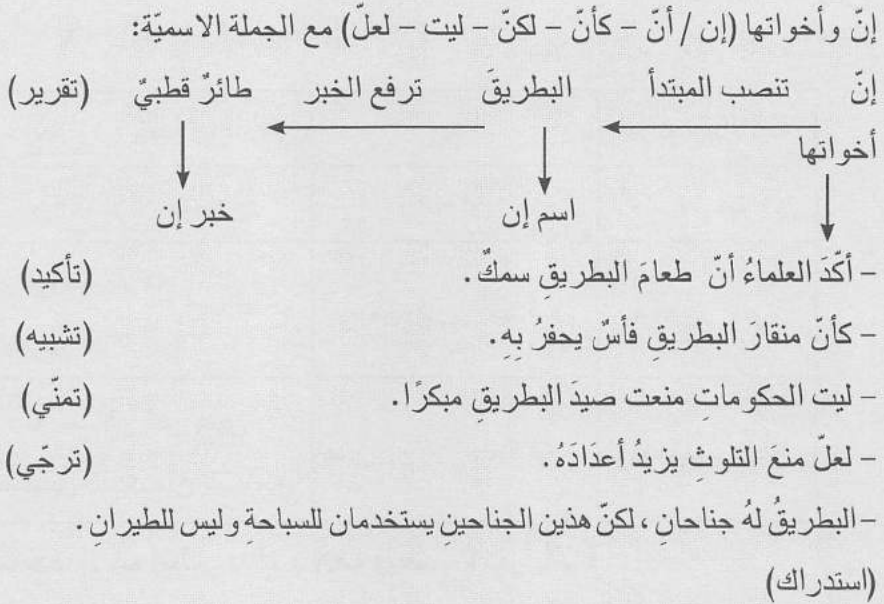 إنّ وأخواتها (إن / أنّ – كأنّ – لكنّ – ليت – لعلّ) مع الجملة الاسميّة:
إنّ تنصب المبتدأ البطريقَ ترفع الخبر طائرٌ قطبيٌّ (تقرير)
أخواتها
اسم إن خبر إن
– أكّدَ العلماءُ أنّ طعامَ البطريقِ سمكٌ. (تأكيد)
– كأنّ منقارَ البطريقِ فأسٌ يحفرُ بِهِ. (تشبيه)
– ليت الحكوماتِ منعت صيدَ البطريقِ مبكرًا. (تمنّي)
– لعلّ منعَ التلوثِ يزيدُ أعدَادَهُ. (ترجّي)
– البطريقُ لهُ جناحانِ، لكنّ هذين الجناحينِ يستخدمان للسباحةِ وليس للطيرانِ.
(استدراك)